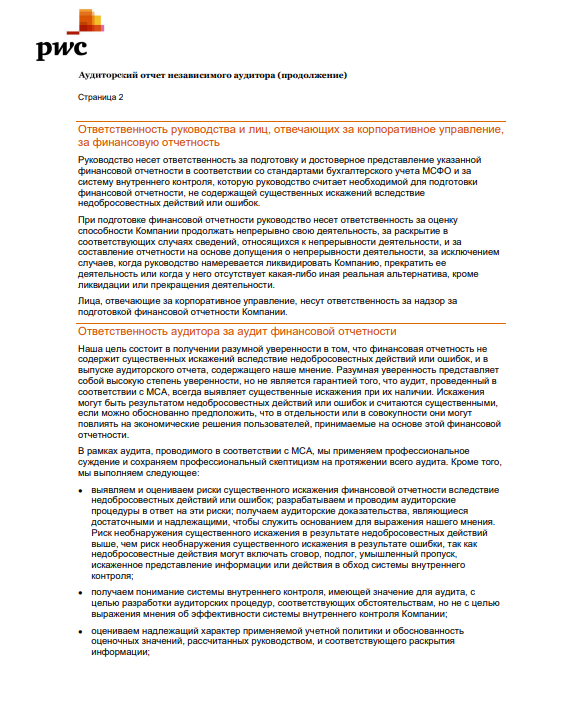 pwc
Аудиторский отчет независимого аудитора (продолжение)
Страница 2
Ответственность руководства и лиц, отвечающих за корпоративное управление,
за финансовую отчетность
Руководство несет ответственность за подготовку и достоверное представление указанной
финансовой отчетности в соответствии со стандартами бухгалтерского учета МСФО и за
систему внутреннего контроля, которую руководство считает необходимой для подготовки
финансовой отчетности, не содержащей существенных искажений вследствие
недобросовестных действий или ошибок.
При подготовке финансовой отчетности руководство несет ответственность за оценку
способности Компании продолжать непрерывно свою деятельность, за раскрытие в
соответствующих случаях сведений, относящихся к непрерывности деятельности, и за
составление отчетности на основе допущения о непрерывности деятельности, за исключением
случаев, когда руководство намеревается ликвидировать Компанию, прекратить ее
деятельность или когда у него отсутствует какая-либо иная реальная альтернатива, кроме
ликвидации или прекращения деятельности.
Лица, отвечающие за корпоративное управление, несут ответственность за надзор за
подготовкой финансовой отчетности Компании.
Ответственность аудитора за аудит финансовой отчетности
Наша цель состоит в получении разумной уверенности в том, что финансовая отчетность не
содержит существенных искажений вследствие недобросовестных действий или ошибок, и в
выпуске аудиторского отчета, содержащего наше мнение. Разумная уверенность представляет
собой высокую степень уверенности, но не является гарантией того, что аудит, проведенный в
соответствии с МСА, всегда выявляет существенные искажения при их наличии. Искажения
могут быть результатом недобросовестных действий или ошибок и считаются существенными,
если можно обоснованно предположить, что в отдельности или в совокупности они могут
повлиять на экономические решения пользователей, принимаемые на основе этой финансовой
отчетности.
В рамках аудита, проводимого в соответствии с МСА, мы применяем профессиональное
суждение и сохраняем профессиональный скептицизм на протяжении всего аудита. Кроме того,
мы выполняем следующее:
• выявляем и оцениваем риски существенного искажения финансовой отчетности вследствие
недобросовестных действий или ошибок; разрабатываем и проводим аудиторские
процедуры в ответ на эти риски; получаем аудиторские доказательства, являющиеся
достаточными и надлежащими, чтобы служить основанием для выражения нашего мнения.
Риск необнаружения существенного искажения в результате недобросовестных действий
выше, чем риск необнаружения существенного искажения в результате ошибки, так как
недобросовестные действия могут включать сговор, подлог, умышленный пропуск,
искаженное представление информации или действия в обход системы внутреннего
контроля;
• получаем понимание системы внутреннего контроля, имеющей значение для аудита, с
целью разработки аудиторских процедур, соответствующих обстоятельствам, но не с целью
выражения мнения об эффективности системы внутреннего контроля Компании;
• оцениваем надлежащий характер применяемой учетной политики и обоснованность
оценочных значений, рассчитанных руководством, и соответствующего раскрытия
информации;